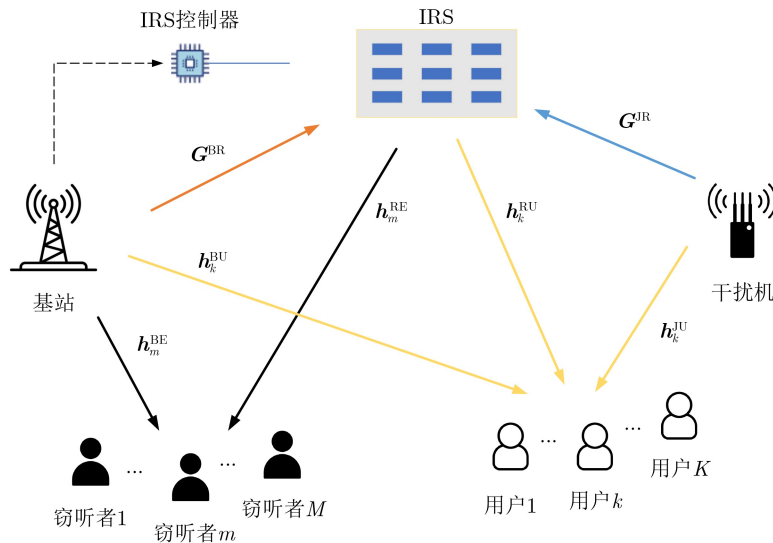 IRS控制器
IRS
G^BR
G^JR
h_m^RE
h_k^RU
h_k^BU
基站
干扰机
h_m^BE
h_k^JU
...
...
...
...
窃听者1
窃听者m
窃听者M
用户1
用户k
用户K